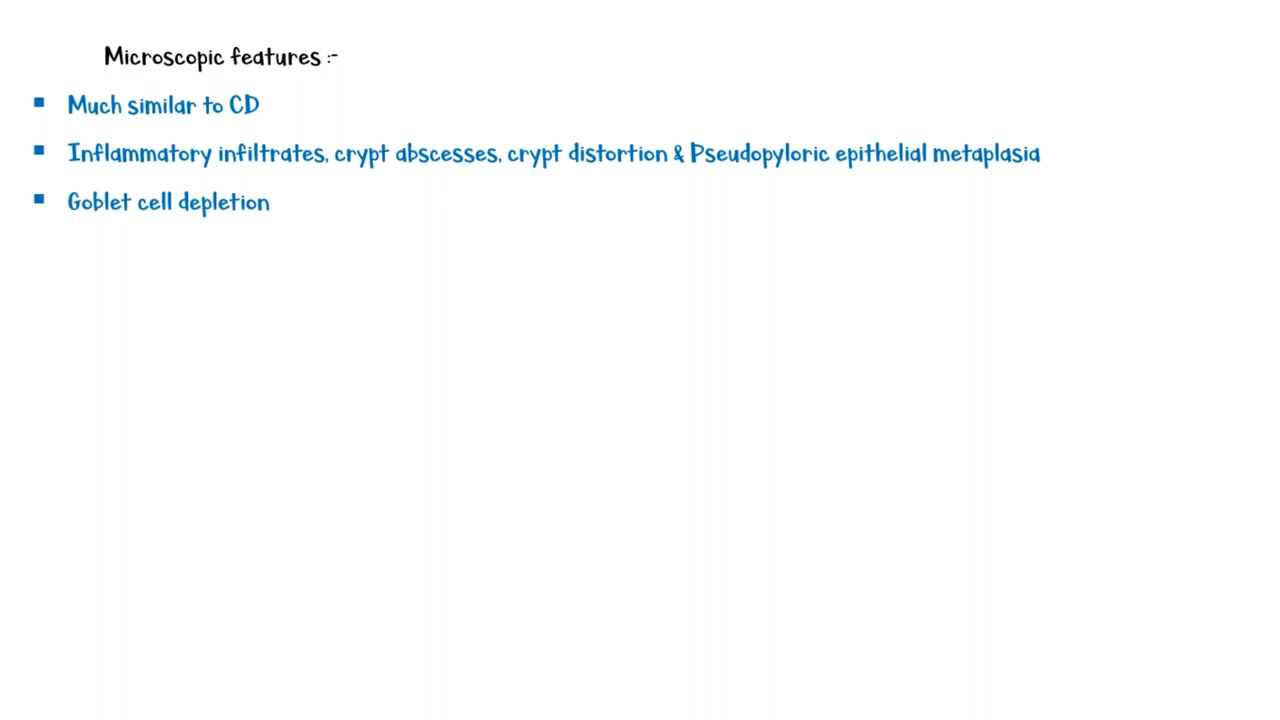 Microscopic features :-
▪ Much similar to CD
▪ Inflammatory infiltrates, crypt abscesses, crypt distortion & Pseudopyloric epithelial metaplasia
▪ Goblet cell depletion